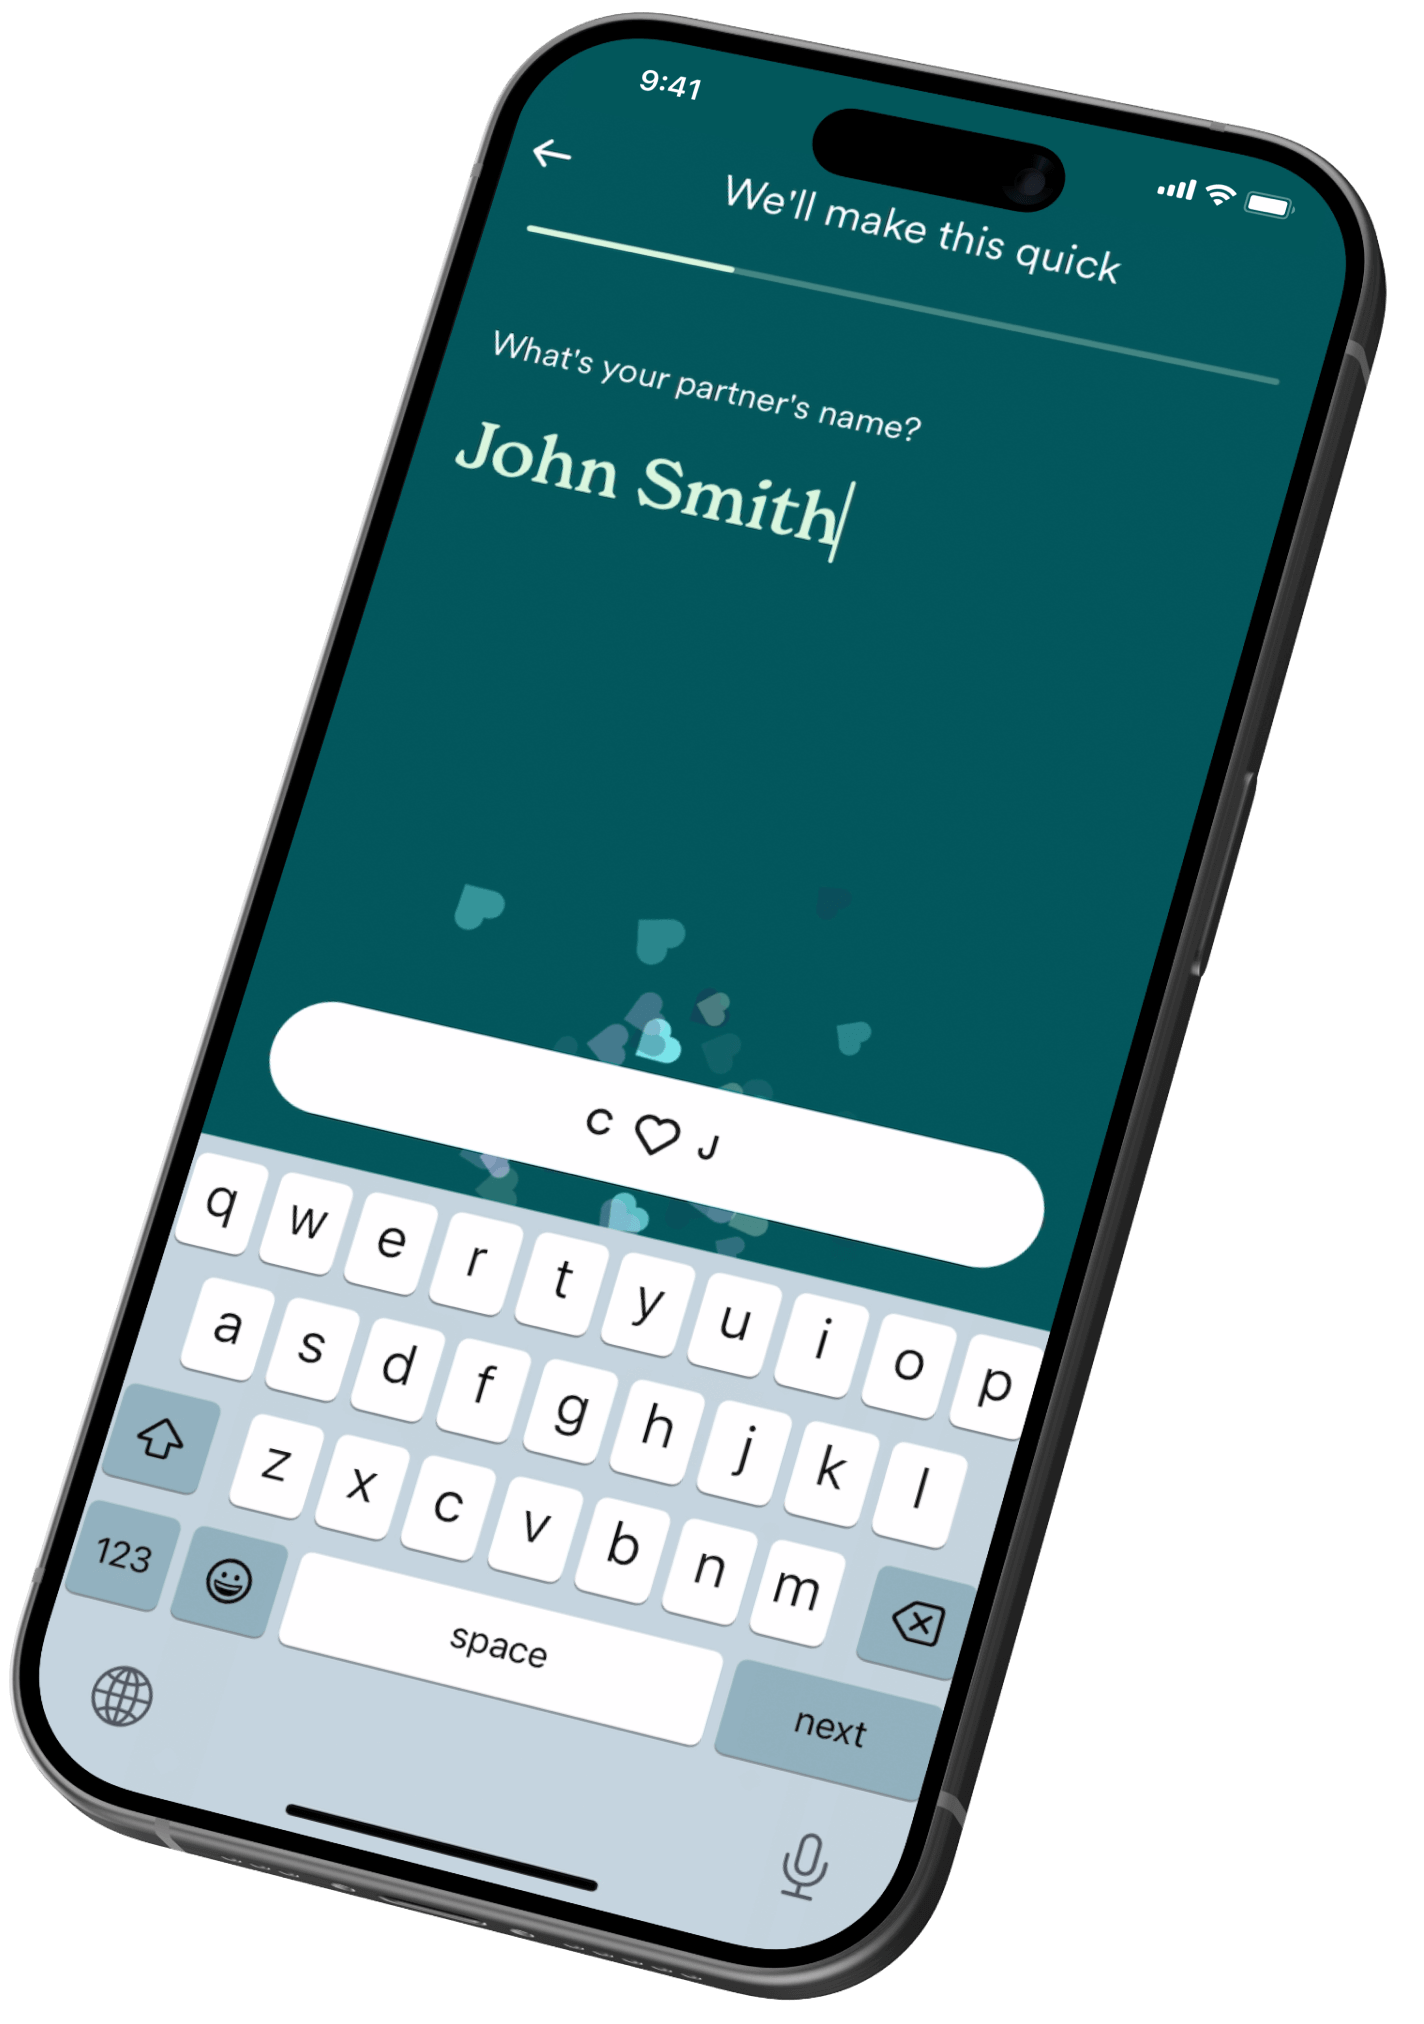 9:41
We'll make this quick
What's your partner's name?
John Smith
C J
q w e r t y u i o p
a s d f g h j k l
z x c v b n m
123 space next